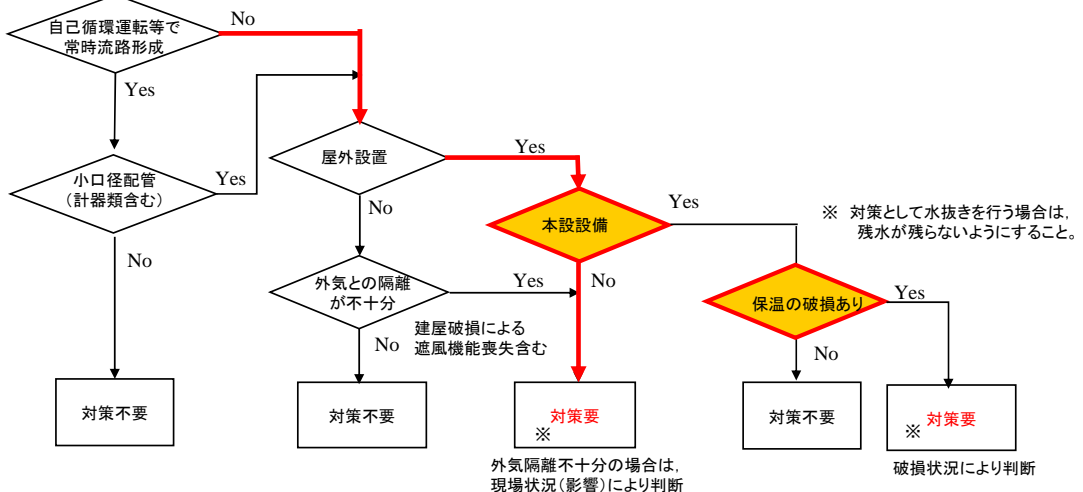 自己循環運転等で
常時流路形成
No
Yes
小口径配管
(計器類含む)
Yes
No
対策不要
屋外設置
Yes
No
外気との隔離
が不十分
Yes
No
建屋破損による
遮風機能喪失含む
対策不要
本設設備
Yes
No
対策要
※
外気隔離不十分の場合は,
現場状況(影響)により判断
※ 対策として水抜きを行う場合は,
残水が残らないようにすること。
保温の破損あり
Yes
No
対策不要
対策要
※
破損状況により判断